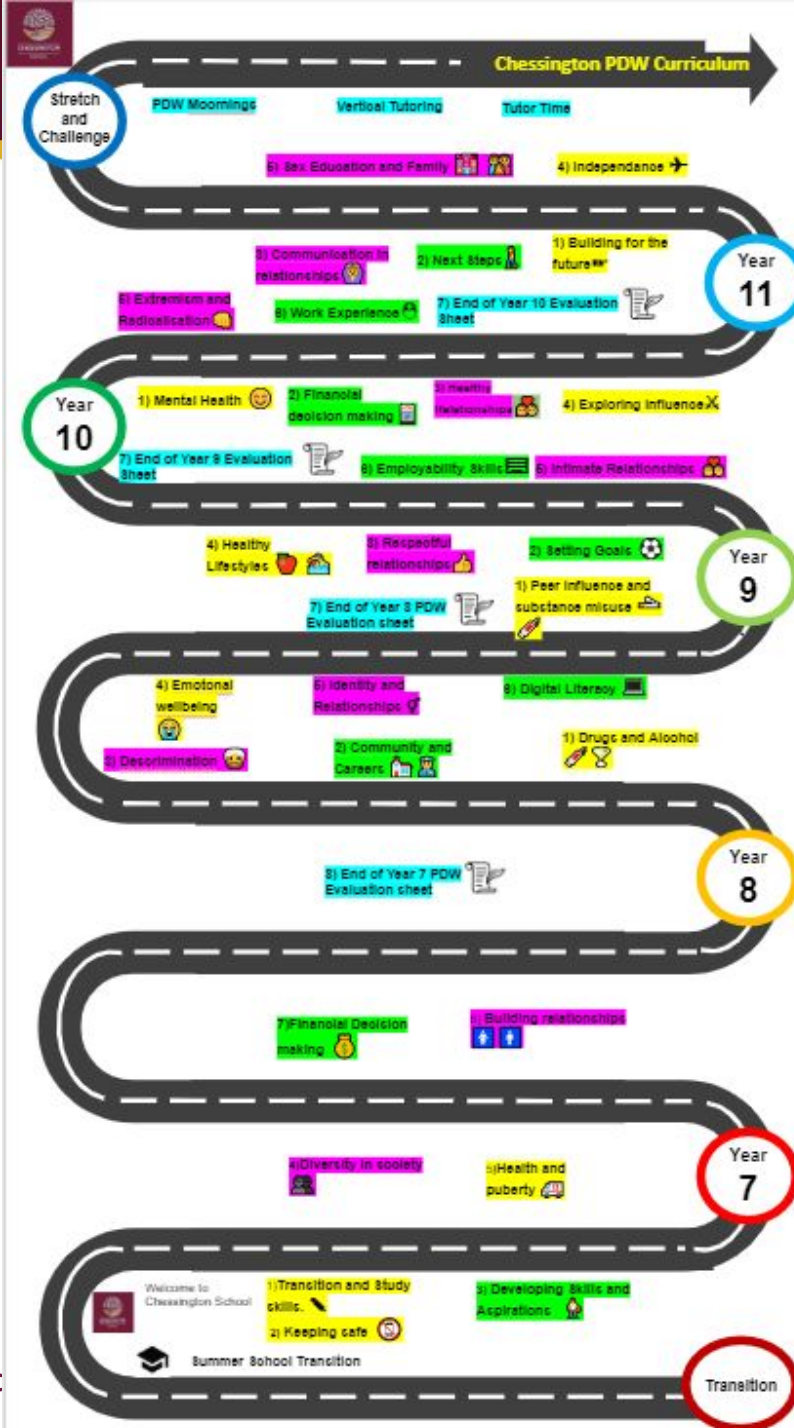 Chessington PDW Curriculum
Stretch
and
Challenge
PDW Moornings
Vertical Tutoring
Tutor Time
5) Sex Education and Family
4) Independance
3) Communication in
relationships
2) Next Steps
1) Building for the
future
Year
11
6) Extremism and
Radicalisation
6) Work Experience
7) End of Year 10 Evaluation
Sheet
Year
10
1) Mental Health
2) Financial
decision making
3) Healthy
Relationships
4) Exploring Influence
7) End of Year 9 Evaluation
Sheet
6) Employability Skills
5) Intimate Relationships
4) Healthy
Lifestyles
3) Respectful
relationships
2) Setting Goals
Year
9
1) Peer Influence and
substance misuse
7) End of Year 8 PDW
Evaluation sheet
4) Emotonal
wellbeing
5) Identity and
Relationships
6) Digital Literacy
3) Descrimination
2) Community and
Careers
1) Drugs and Alcohol
Year
8
8) End of Year 7 PDW
Evaluation sheet
7)Financial Decision
making
6) Building relationships
Year
7
4)Diversity in society
5)Health and
puberty
Welcome to
Chessington School
1)Transition and Study
skills.
2) Keeping safe
3) Developing Skills and
Aspirations
Summer School Transition
Transition